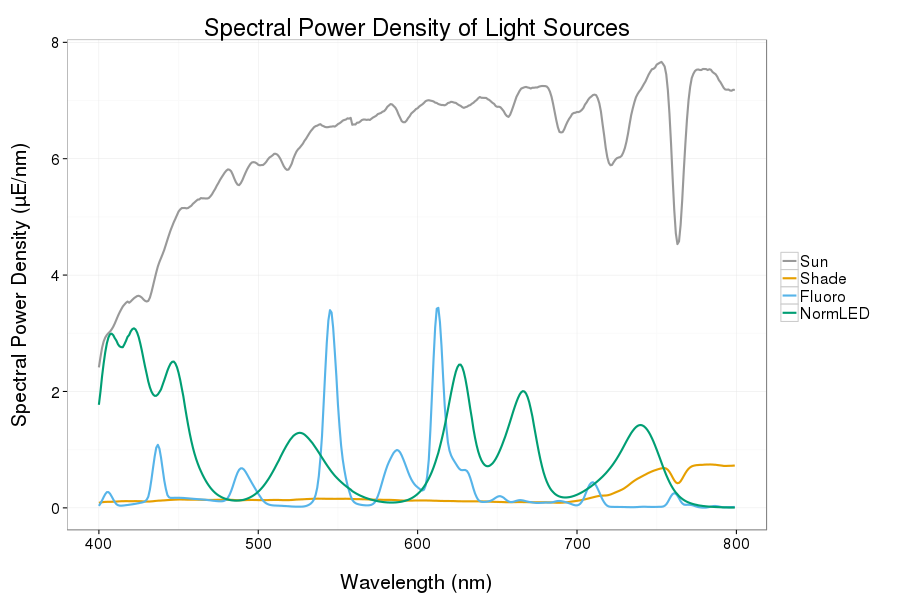 Spectral Power Density of Light Sources
Spectral Power Density (µE/nm)
8
6
4
2
0
400 500 600 700 800
Wavelength (nm)
Sun
Shade
Fluoro
NormLED